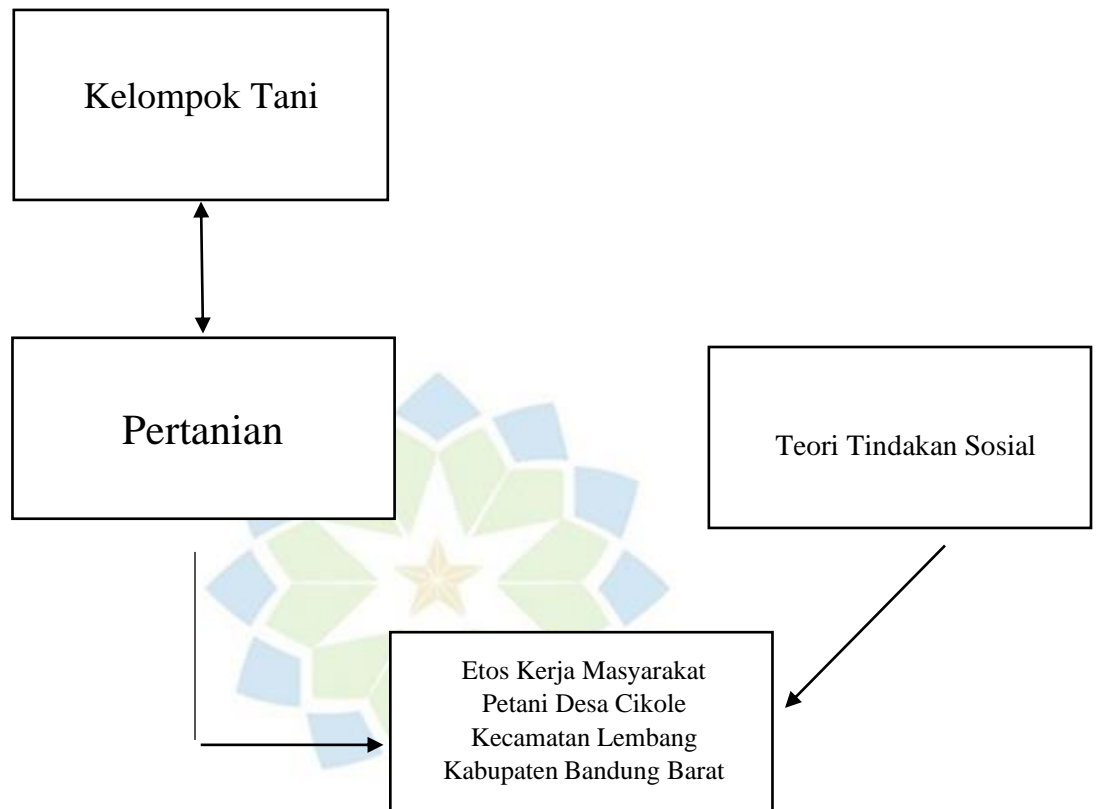 Kelompok Tani
Pertanian
Teori Tindakan Sosial
Etos Kerja Masyarakat
Petani Desa Cikole
Kecamatan Lembang
Kabupaten Bandung Barat